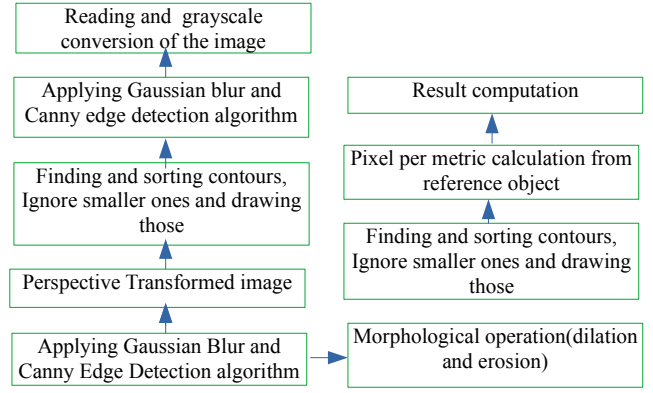 Reading and  grayscale
conversion of the image
Applying Gaussian blur and
Canny edge detection algorithm
Finding and sorting contours,
Ignore smaller ones and drawing
those
Perspective Transformed image
Applying Gaussian Blur and
Canny Edge Detection algorithm
Result computation
Pixel per metric calculation from
reference object
Finding and sorting contours,
Ignore smaller ones and drawing
those
Morphological operation(dilation
and erosion)